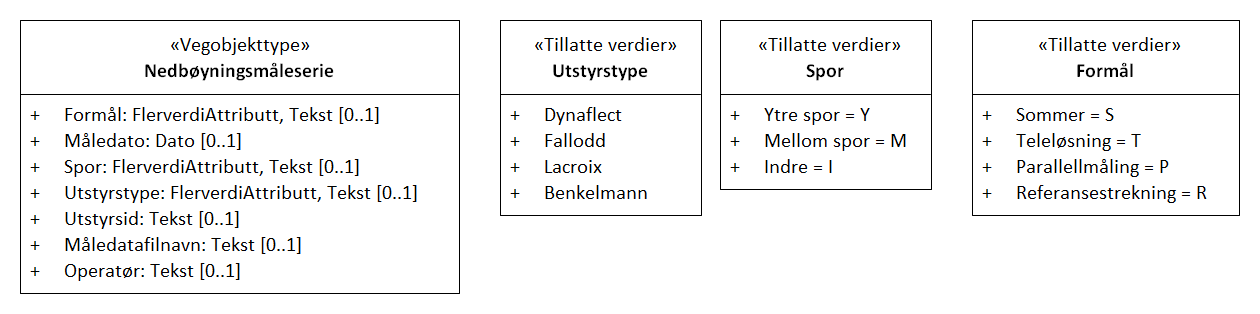 «Vegobjekttype»
Nedbøyningsmåleserie
+ Formål: FlerverdiAttributt, Tekst [0..1]
+ Måledato: Dato [0..1]
+ Spor: FlerverdiAttributt, Tekst [0..1]
+ Utstyrstype: FlerverdiAttributt, Tekst [0..1]
+ Utstyrsid: Tekst [0..1]
+ Måledatafilnavn: Tekst [0..1]
+ Operatør: Tekst [0..1]
«Tillatte verdier»
Utstyrstype
+ Dynaflect
+ Fallodd
+ Lacroix
+ Benkelmann
«Tillatte verdier»
Spor
+ Ytre spor = Y
+ Mellom spor = M
+ Indre = I
«Tillatte verdier»
Formål
+ Sommer = S
+ Teleløsning = T
+ Parallellmåling = P
+ Referansestrekning = R